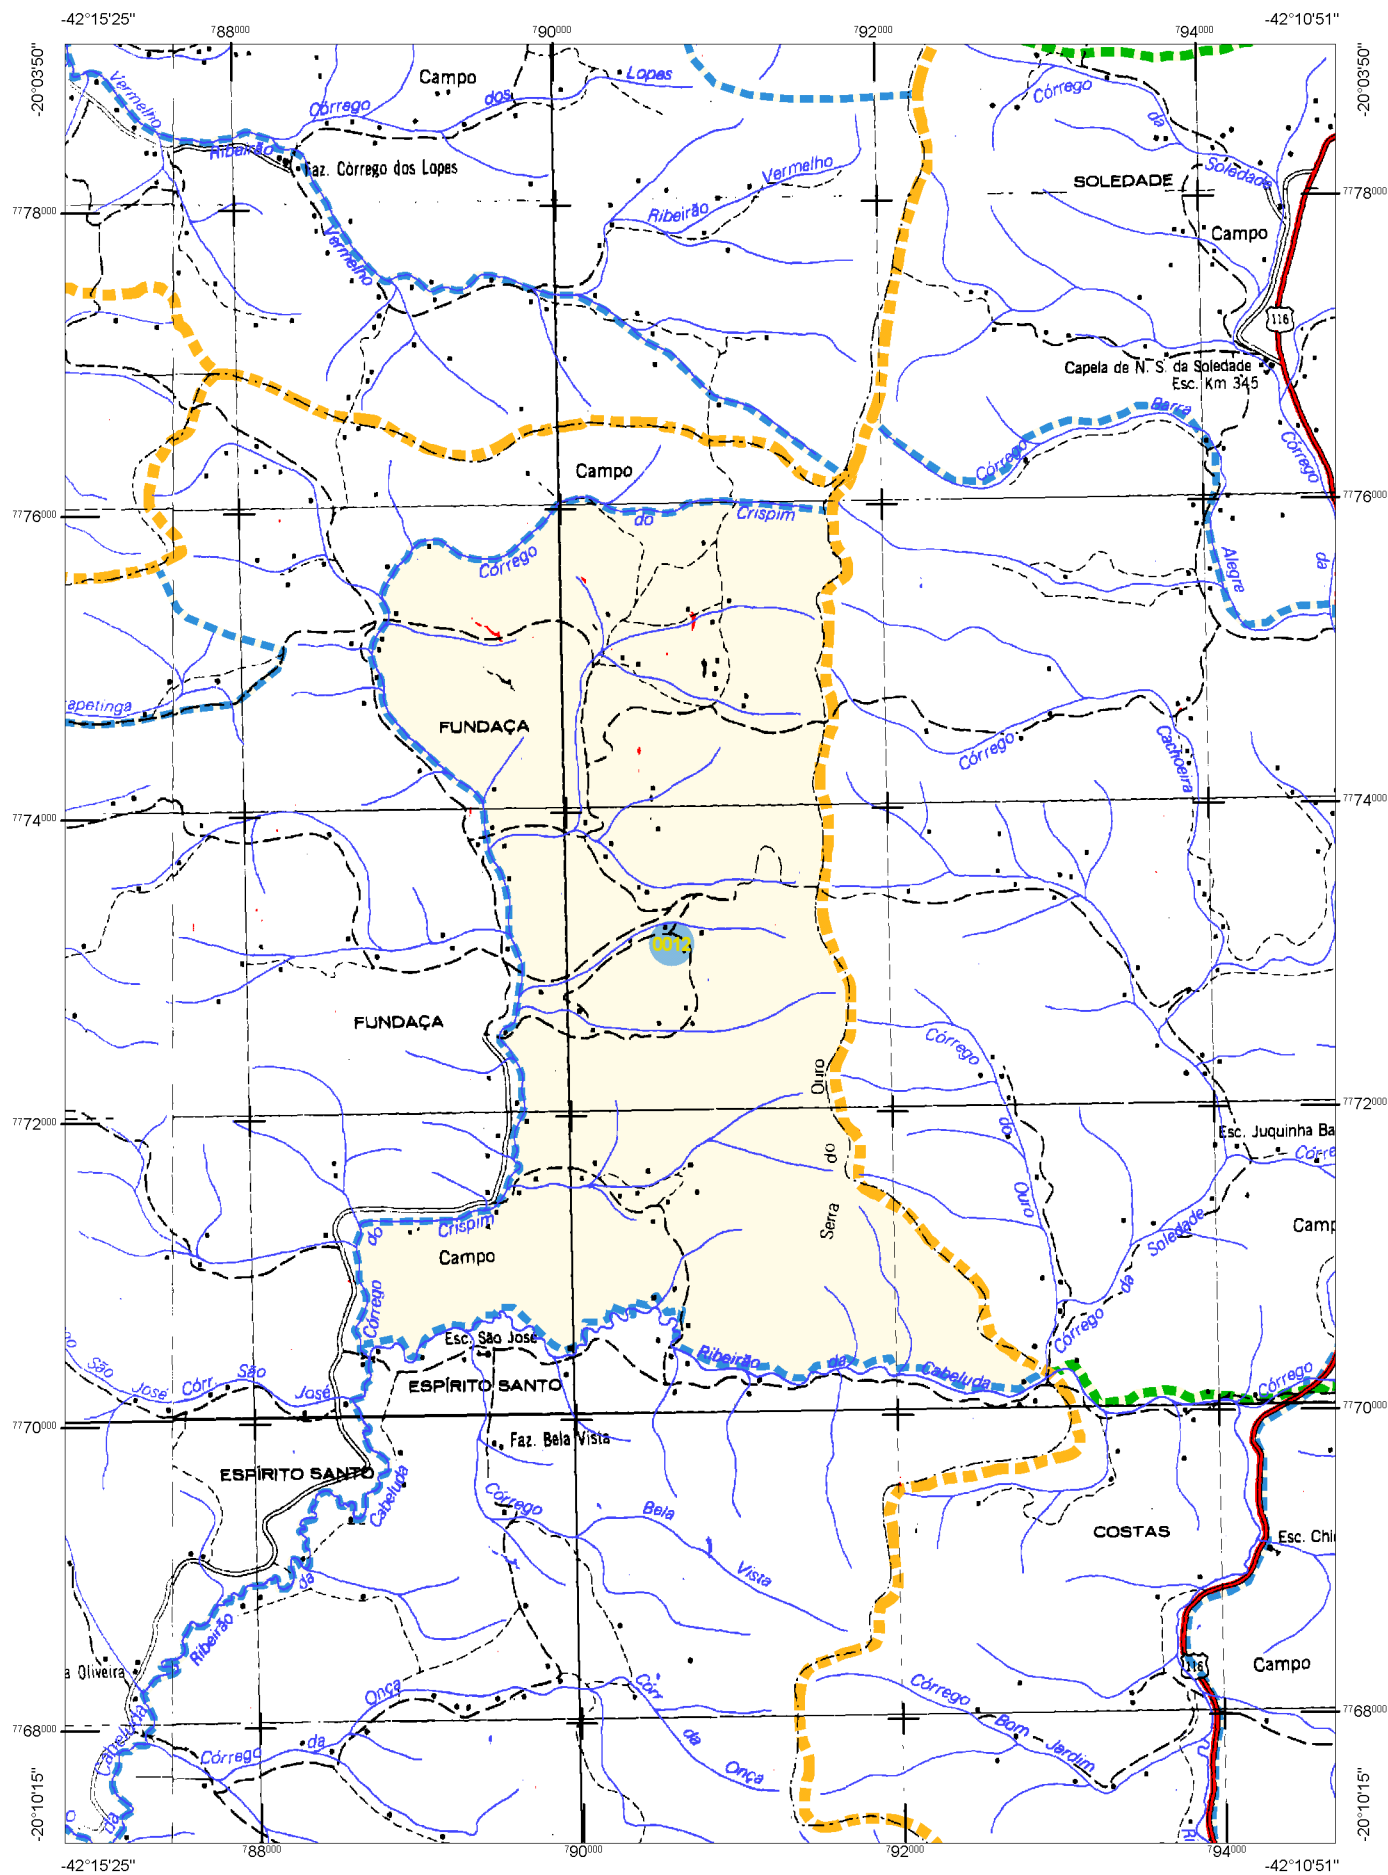 -42°15'25"
788000
790000
792000
794000
-42°10'51"
-20°03'50"
-20°03'50"
Campo
Lopes
dos
Córrego
Vermelho
Ribeirão
Faz. Córrego dos Lopes
Córrego
da
Soledade
Vermelho
Ribeirão
SOLEDADE
7778000
7778000
Campo
Vermelho
116
Capela de N. S. da Soledade
Esc. Km 345
Barra
Córrego
Córrego
Campo
7776000
7776000
do
Crispim
Córrego
Alegre
da
apetinga
FUNDAÇA
Córrego
Cachoeira
7774000
7774000
0012
FUNDAÇA
Córrego
Ouro
do
Serra
do
Ouro
7772000
7772000
Esc. Juquinha Ba
Córre
Crispim
do
Campo
Soledade
da
Córrego
Camp
Córrego
Esc. São José
Ribeirão
da
Cabeluda
São
José
Córr.
São
José
ESPÍRITO SANTO
Córrego
7770000
7770000
Faz. Bela Vista
ESPÍRITO SANTO
Cabeluda
Córrego
Bela
Vista
COSTAS
Esc. Chi
da
Ribeirão
a Oliveira
116
Campo
Onça
Córr
da
Onça
Córrego
Bom
Jardim
7768000
7768000
Cabeluda
Córrego
da
da
-20°10'15"
-20°10'15"
-42°15'25"
788000
790000
792000
794000
-42°10'51"